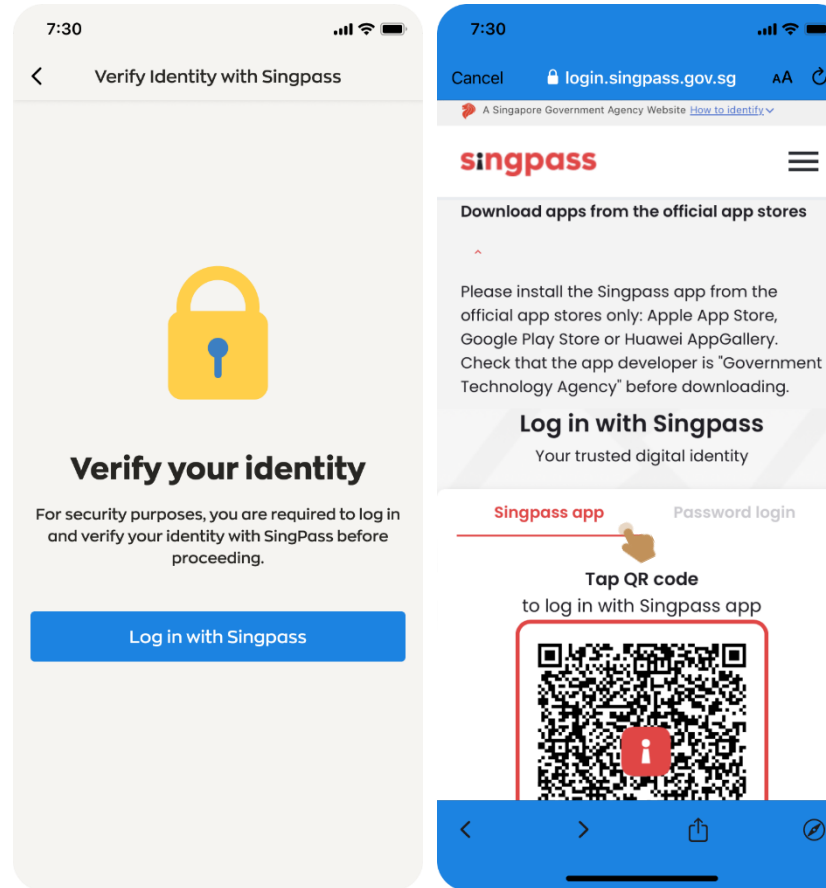 7:30
Verify Identity with Singpass
Verify your identity
For security purposes, you are required to log in
and verify your identity with SingPass before
proceeding.
Log in with Singpass
7:30
Cancel login.singpass.gov.sg AA
A Singapore Government Agency Website How to identify
singpass
Download apps from the official app stores
Please install the Singpass app from the
official app stores only: Apple App Store,
Google Play Store or Huawei AppGallery.
Check that the app developer is "Government
Technology Agency" before downloading.
Log in with Singpass
Your trusted digital identity
Singpass app Password login
Tap QR code
to log in with Singpass app